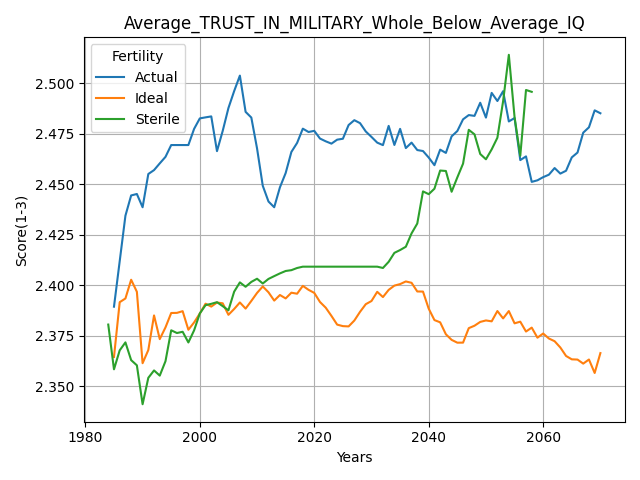 Average_TRUST_IN_MILITARY_Whole_Below_Average_IQ
Fertility
Actual
Ideal
Sterile
2.500
2.475
2.450
2.425
2.400
2.375
2.350
Score(1-3)
1980
2000
2020
2040
2060
Years